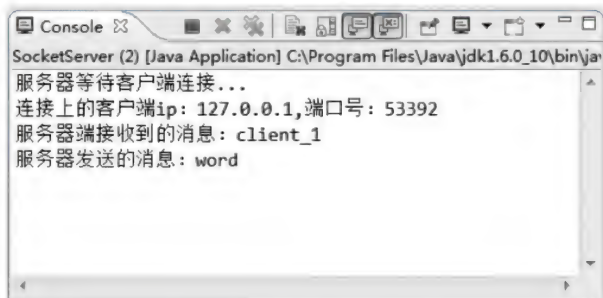 Console
SocketServer (2) [Java Application] C:\Program Files\Java\jdk1.6.0_10\bin\ja
服务器等待客户端连接...
连接上的客户端ip: 127.0.0.1,端口号: 53392
服务器端接收到的消息: client_1
服务器发送的消息: word